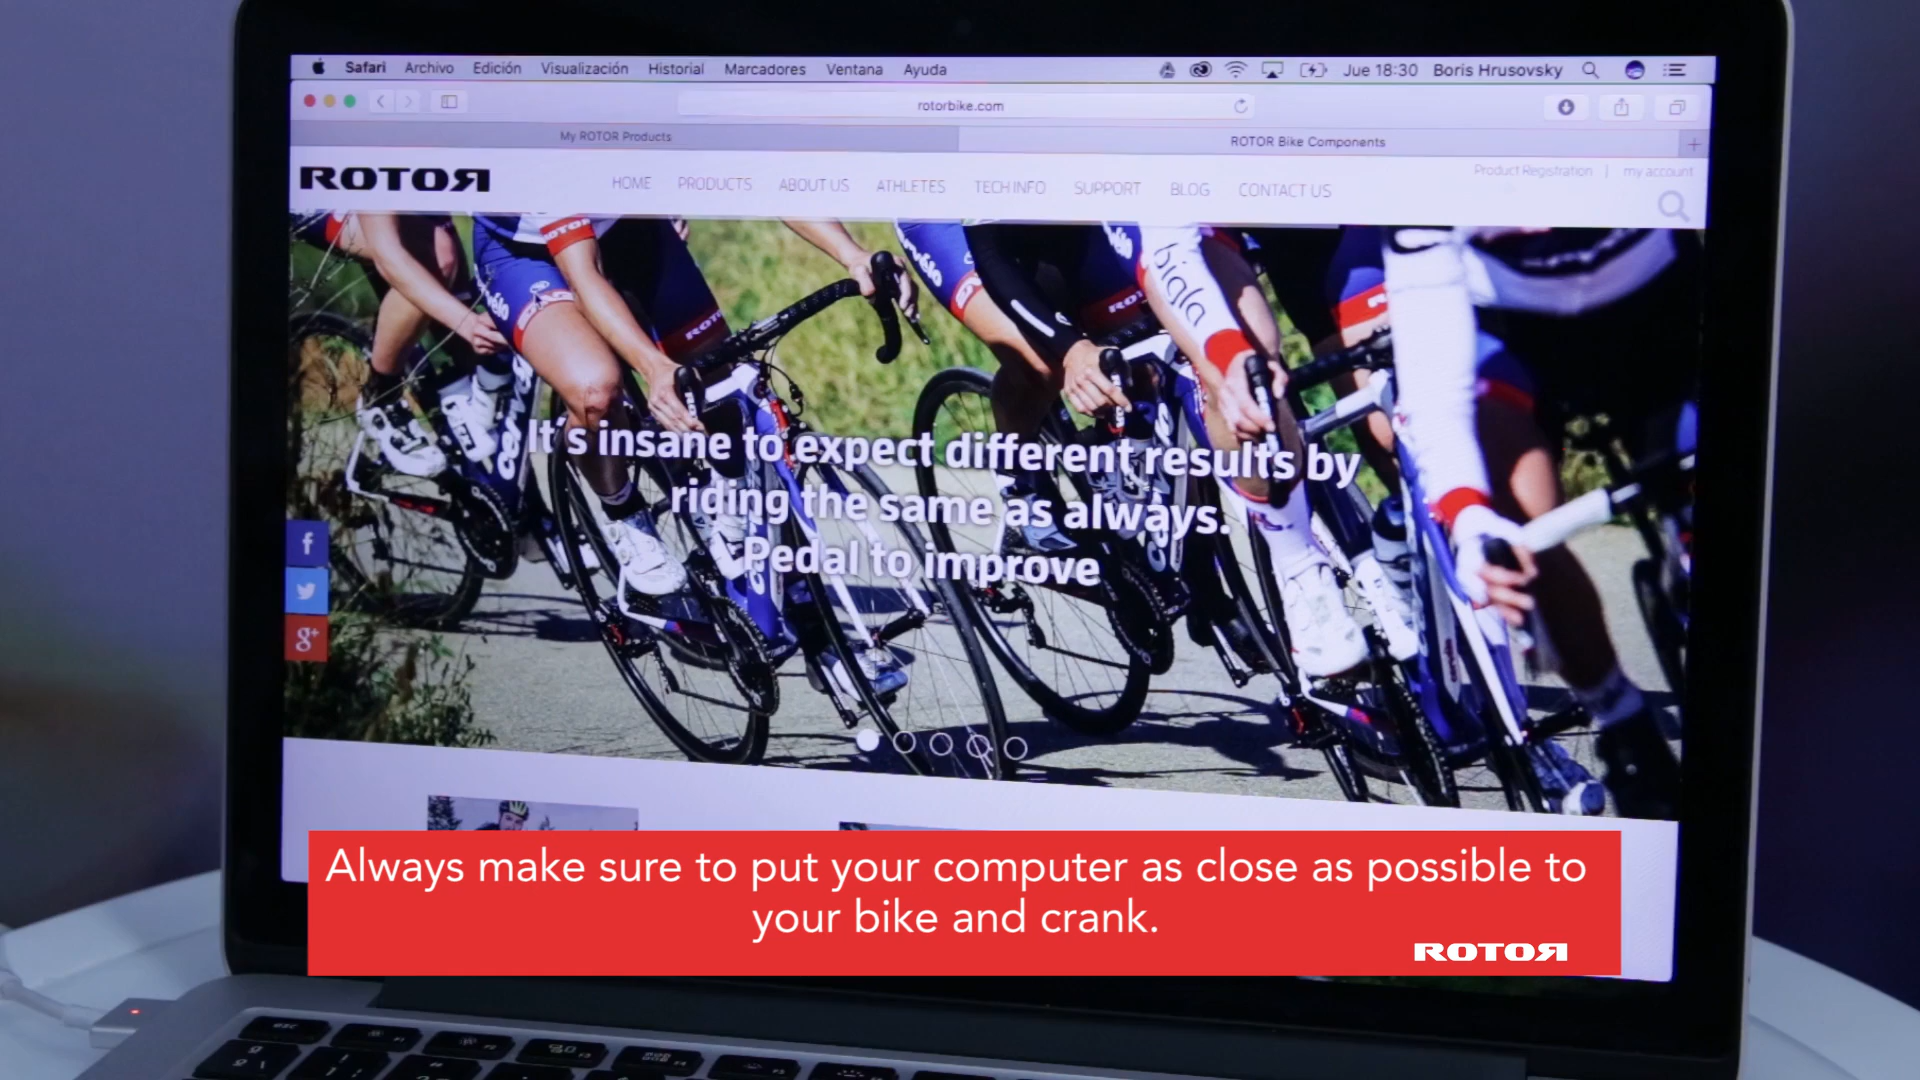 Safari Archivo Edición Visualización Historial Marcadores Ventana Ayuda Jue 18:30 Boris Hrusovsky
rotorbike.com
My ROTOR Products ROTOR Bike Components
Product Registration | my account
ROTOR HOME PRODUCTS ABOUT US ATHLETES TECH INFO SUPPORT BLOG CONTACT US
ROTOR
bigla
It's insane to expect different results by
riding the same as always.
Pedal to improve
f
g+
Always make sure to put your computer as close as possible to
your bike and crank.
ROTOR
esc